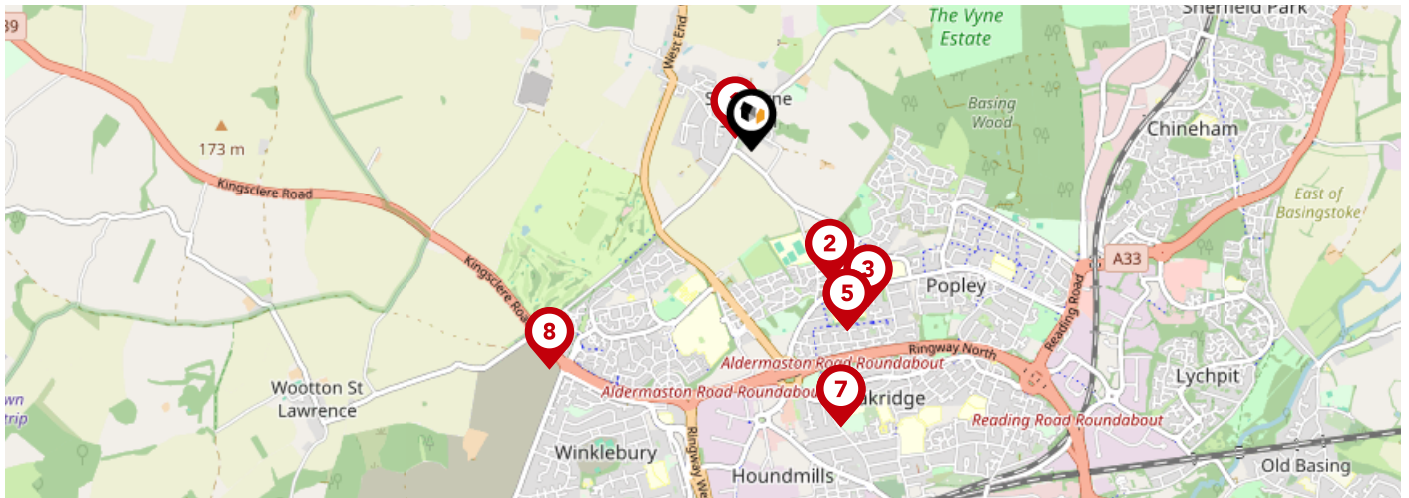 39
West End
The Vyne
Estate
Sherfield Park
Basing
Wood
Chineham
173 m
Kingsclere Road
East of
Basingstoke
2
3
5
A33
Popley
Kingsclere Road
Reading Road
8
Ringway North
Aldermaston Road Roundabout
Wootton St
Lawrence
Aldermaston Road Roundabout
7
Lychpit
Reading Road Roundabout
trip
Winklebury
Ringway We
Houndmills
Old Basing